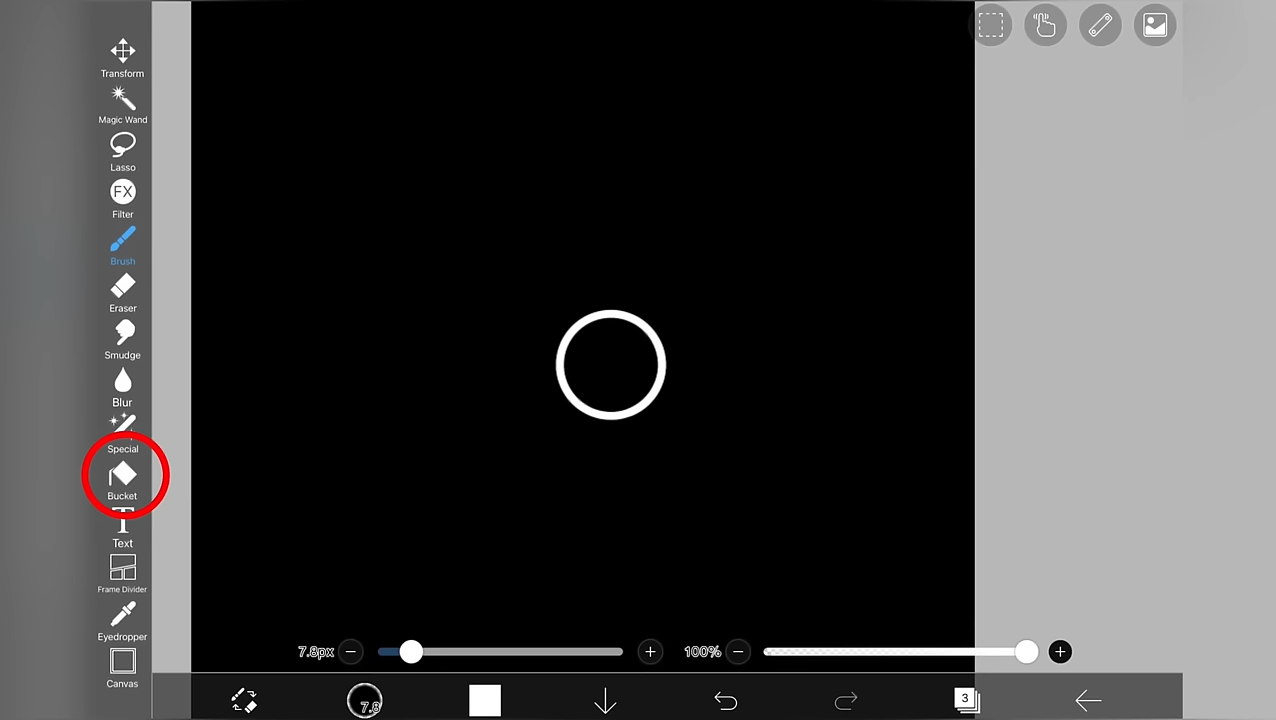 Transform
Magic Wand
Lasso
FX
Filter
Brush
Eraser
Smudge
Blur
Special
Bucket
T
Text
Frame Divider
Eyedropper
Canvas
7.8px
100%
7.8
3